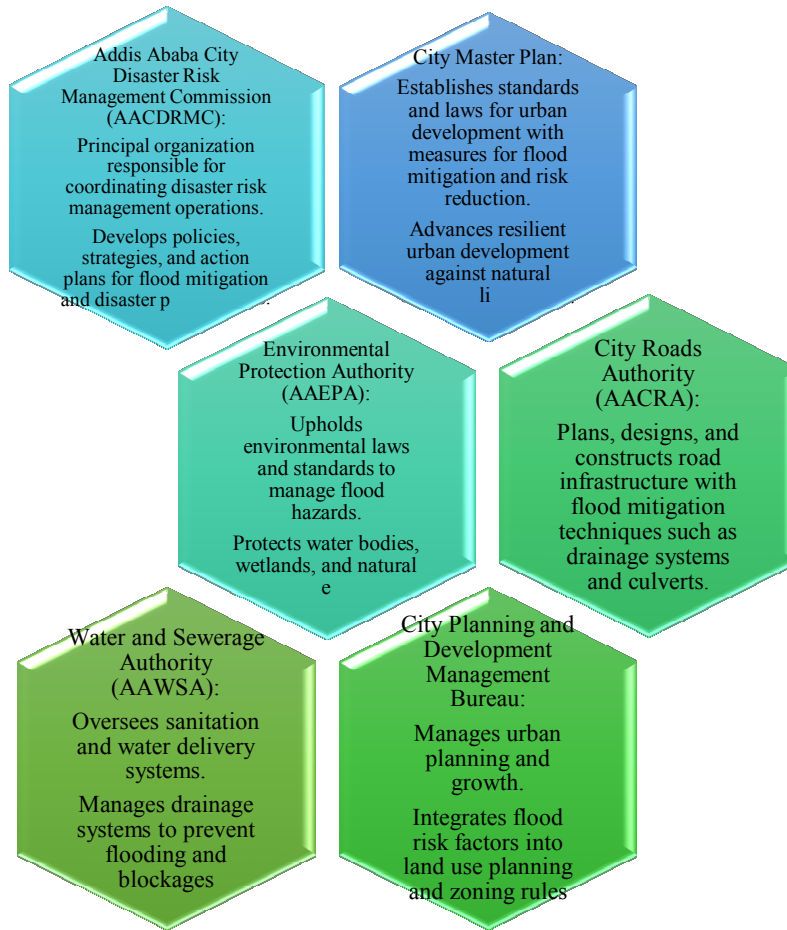 Addis Ababa City
Disaster Risk
Management Commission
(AACDRMC):
Principal organization
responsible for
coordinating disaster risk
management operations.
Develops policies,
strategies, and action
plans for flood mitigation
and disaster p
City Master Plan:
Establishes standards
and laws for urban
development with
measures for flood
mitigation and risk
reduction.
Advances resilient
urban development
against natural
li
Environmental
Protection Authority
(AAEPA):
Upholds
environmental laws
and standards to
manage flood
hazards.
Protects water bodies,
wetlands, and natural
e
City Roads
Authority
(AACRA):
Plans, designs, and
constructs road
infrastructure with
flood mitigation
techniques such as
drainage systems
and culverts.
Water and Sewerage
Authority
(AAWSA):
Oversees sanitation
and water delivery
systems.
Manages drainage
systems to prevent
flooding and
blockages
City Planning and
Development
Management
Bureau:
Manages urban
planning and
growth.
Integrates flood
risk factors into
land use planning
and zoning rules